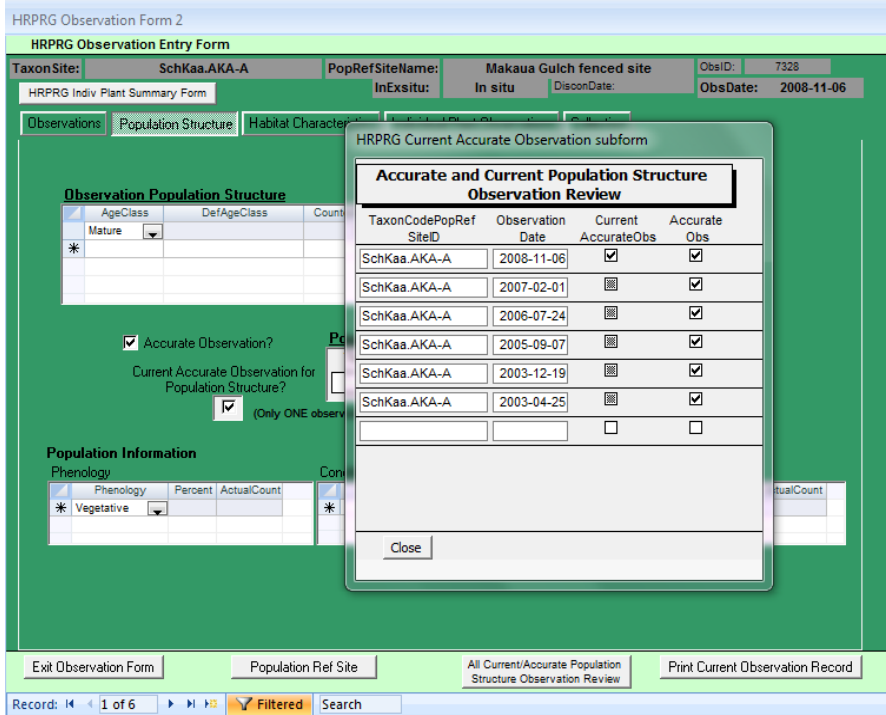 HRPRG Observation Form 2
HRPRG Observation Entry Form
TaxonSite: SchKaa.AKA-A PopRefSiteName: Makaua Gulch fenced site ObsID: 7328
HRPRG Indiv Plant Summary Form InExsitu: In situ DisconDate: ObsDate: 2008-11-06
Observations Population Structure Habitat
HRPRG Current Accurate Observation subform
Accurate and Current Population Structure
Observation Review
TaxonCodePopRef Observation Current Accurate
SiteID Date AccurateObs Obs
SchKaa.AKA-A 2008-11-06
SchKaa.AKA-A 2007-02-01
SchKaa.AKA-A 2006-07-24
SchKaa.AKA-A 2005-09-07
SchKaa.AKA-A 2003-12-19
SchKaa.AKA-A 2003-04-25
Close
Observation Population Structure
AgeClass DefAgeClass
Mature
Accurate Observation?
Current Accurate Observation for
Population Structure?
(Only ONE
Population Information
Phenology
Phenology Percent ActualCount
Vegetative
Exit Observation Form Population Ref Site All Current/Accurate Population Print Current Observation Record
Structure Observation Review
Record: 1 of 6 Filtered Search